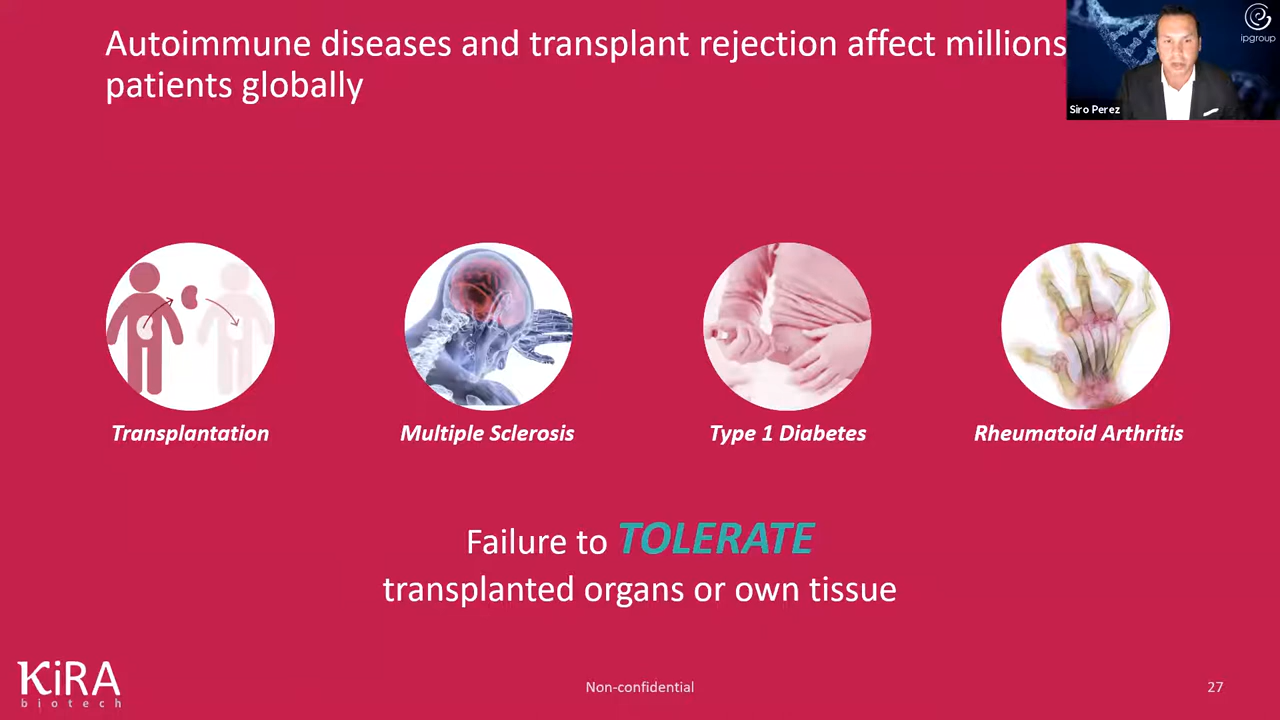 Autoimmune diseases and transplant rejection affect millions
patients globally
ipgroup
Siro Perez
Transplantation
Multiple Sclerosis
Type 1 Diabetes
Rheumatoid Arthritis
Failure to TOLERATE
transplanted organs or own tissue
KiRA
biotech
Non-confidential
27